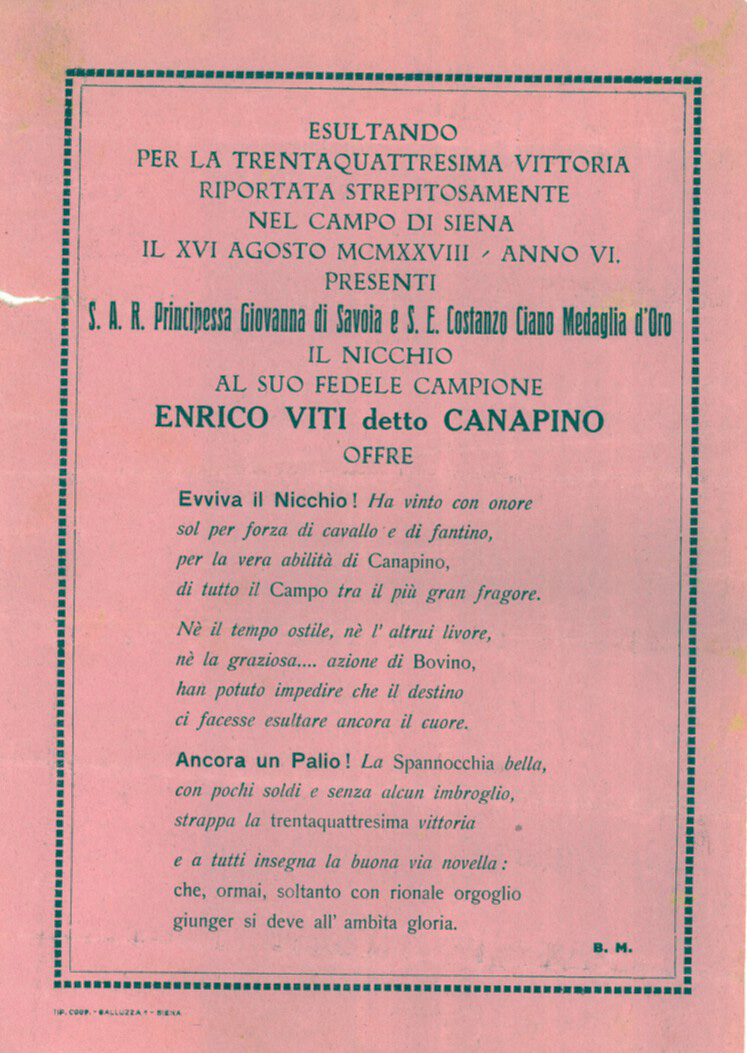 ESULTANDO
PER LA TRENTAQUATTRESIMA VITTORIA
RIPORTATA STREPITOSAMENTE
NEL CAMPO DI SIENA
IL XVI AGOSTO MCMXXVIII - ANNO VI.
PRESENTI
S. A. R. Principessa Giovanna di Savoia e S. E. Costanzo Ciano Medaglia d'Oro
IL NICCHIO
AL SUO FEDELE CAMPIONE
ENRICO VITI detto CANAPINO
OFFRE
Evviva il Nicchio! Ha vinto con onore
sol per forza di cavallo e di fantino,
per la vera abilità di Canapino,
di tutto il Campo tra il più gran fragore.
Nè il tempo ostile, nè l' altrui livore,
nè la graziosa.... azione di Bovino,
han potuto impedire che il destino
ci facesse esultare ancora il cuore.
Ancora un Palio! La Spannocchia bella,
con pochi soldi e senza alcun imbroglio,
strappa la trentaquattresima vittoria
e a tutti insegna la buona via novella:
che, ormai, soltanto con rionale orgoglio
giunger si deve all' ambìta gloria.
B. M.
TIP. COOP. - GALLUZZA 1 - SIENA